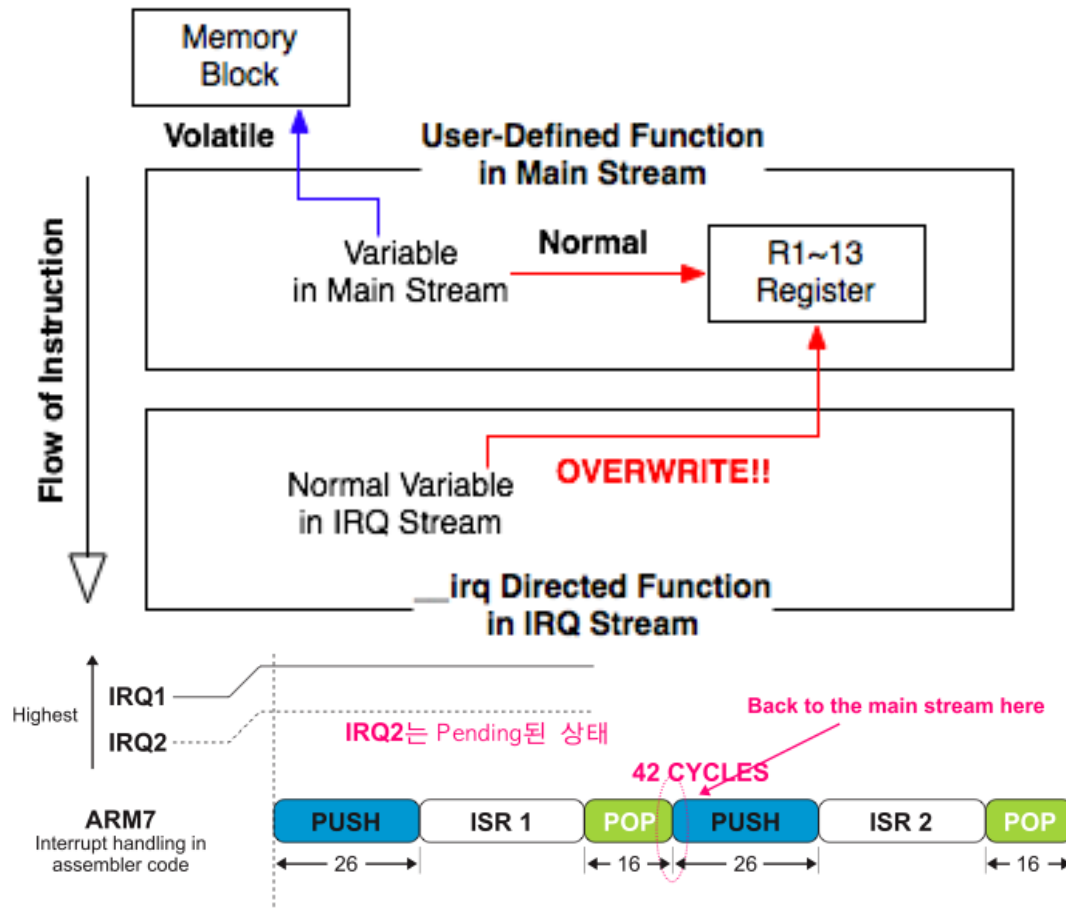 Memory
Block
Volatile
User-Defined Function
in Main Stream
Flow of Instruction
Variable
in Main Stream
Normal
R1~13
Register
OVERWRITE!!
Normal Variable
in IRQ Stream
__irq Directed Function
in IRQ Stream
Highest
IRQ1
IRQ2
IRQ2는 Pending된 상태
Back to the main stream here
42 CYCLES
ARM7
Interrupt handling in
assembler code
PUSH
ISR 1
POP
PUSH
ISR 2
POP
26
16
26
16